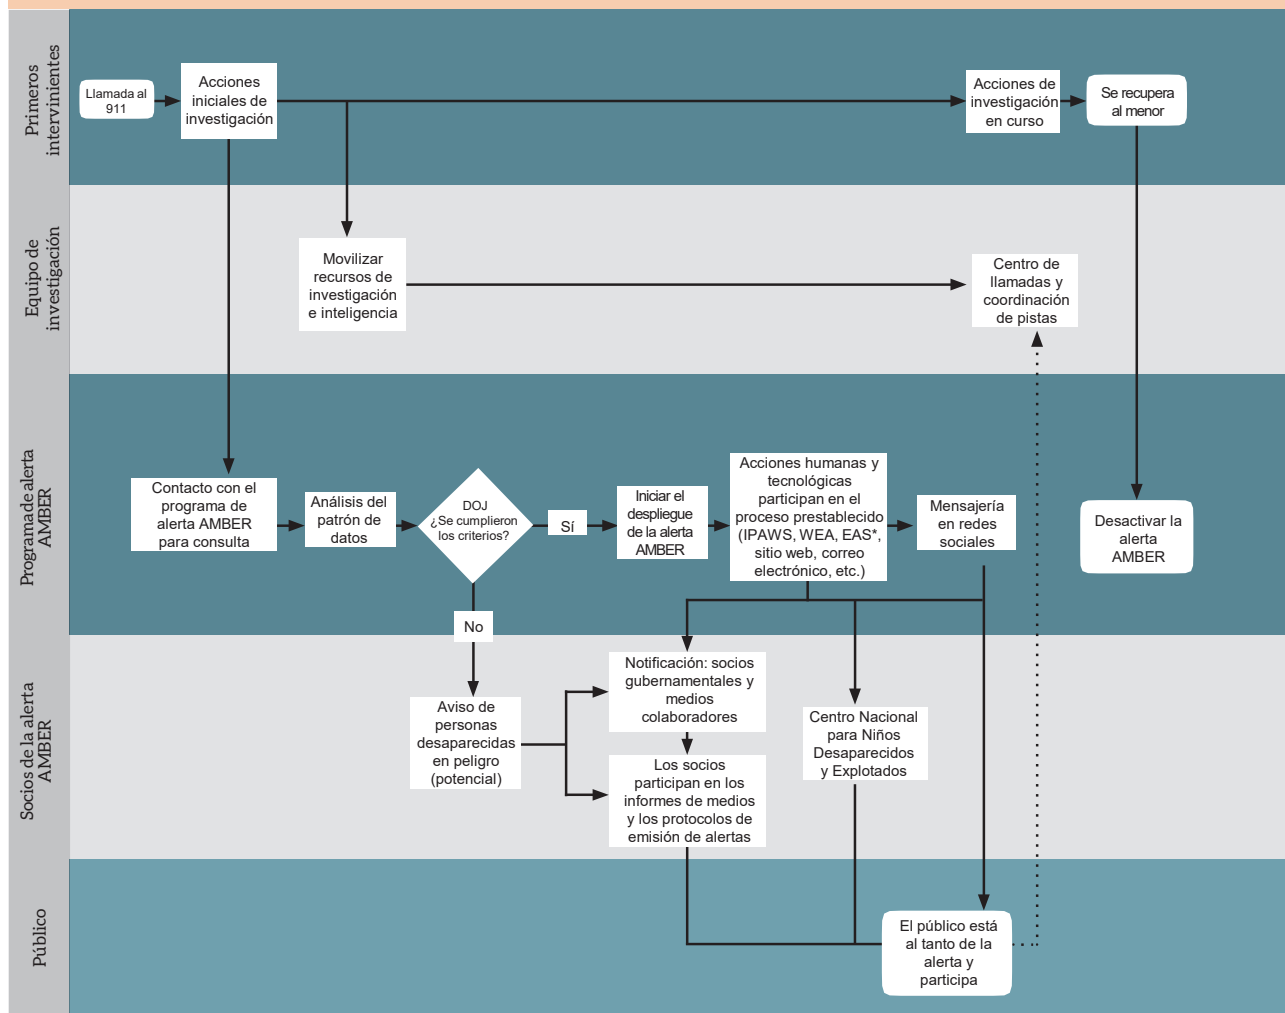 Primeros
intervinientes
Llamada al
911
Acciones
iniciales de
investigación
Acciones de
investigación
en curso
Se recupera
al menor
Equipo de
investigación
Movilizar
recursos de
investigación
e inteligencia
Centro de
llamadas y
coordinación
de pistas
Programa de alerta
AMBER
Contacto con el
programa de
alerta AMBER
para consulta
Análisis del
patrón de
datos
DOJ
¿Se cumplieron
los criterios?
Sí
No
Iniciar el
despliegue
de la alerta
AMBER
Acciones humanas y
tecnológicas
participan en el
proceso prestablecido
(IPAWS, WEA, EAS*,
sitio web, correo
electrónico, etc.)
Mensajería
en redes
sociales
Desactivar la
alerta
AMBER
Socios de la alerta
AMBER
Aviso de
personas
desaparecidas
en peligro
(potencial)
Notificación: socios
gubernamentales y
medios
colaboradores
Los socios
participan en los
informes de medios
y los protocolos de
emisión de alertas
Centro Nacional
para Niños
Desaparecidos
y Explotados
Público
El público está
al tanto de la
alerta y
participa